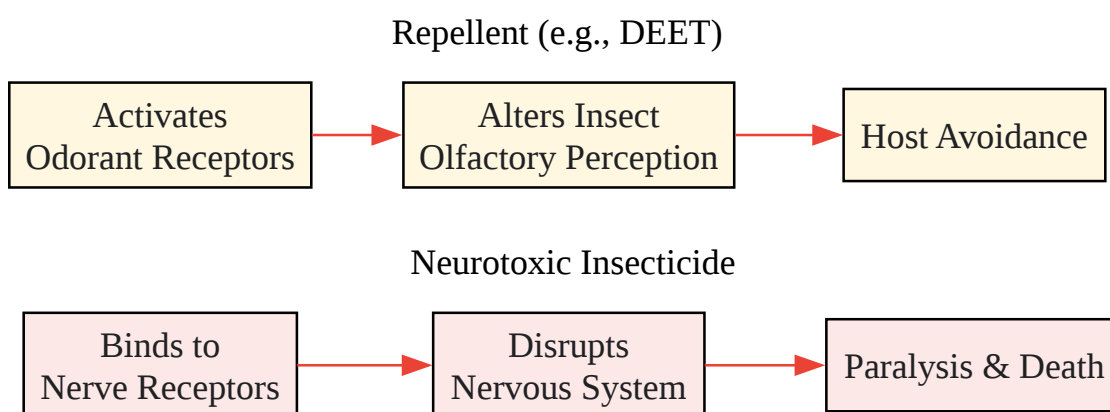 Repellent (e.g., DEET)
Activates
Odorant Receptors
Alters Insect
Olfactory Perception
Host Avoidance
Neurotoxic Insecticide
Binds to
Nerve Receptors
Disrupts
Nervous System
Paralysis & Death